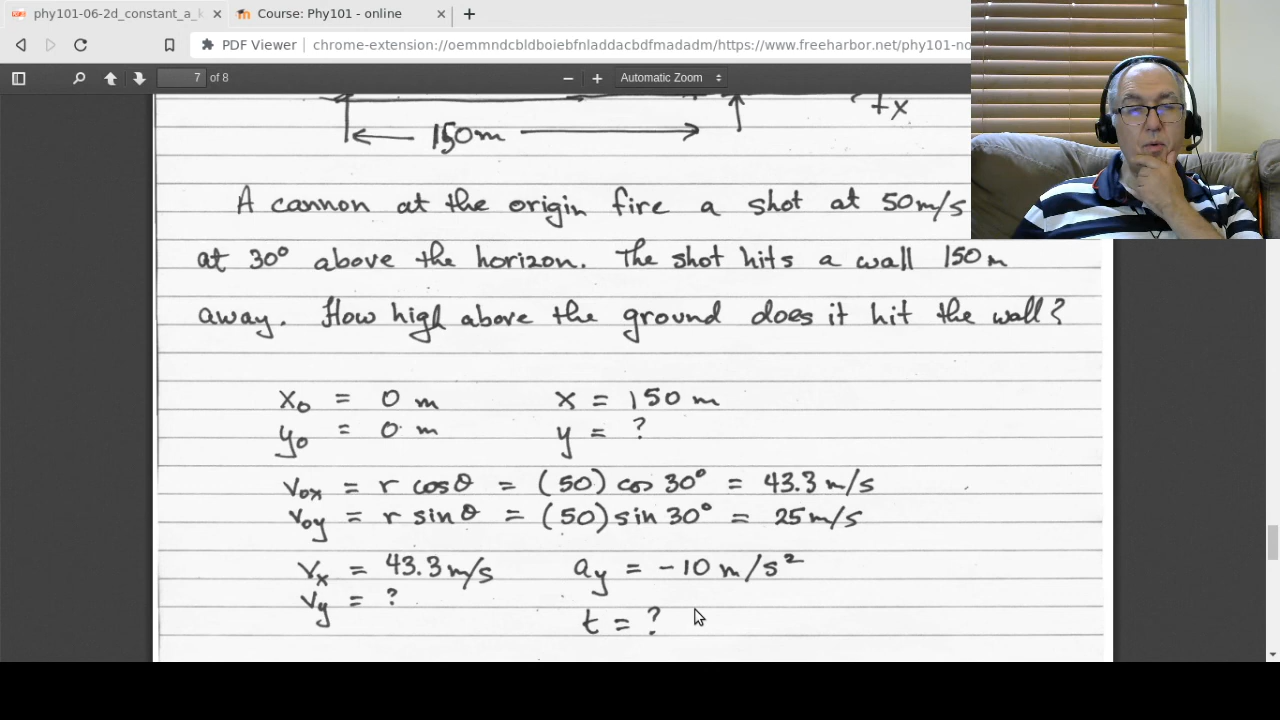 phy101-06-2d_constant_a_k
Course: Phy101 - online
PDF Viewer
chrome-extension://oemmndcbldboiebfnladdacbdfmadadm/https://www.freeharbor.net/phy101-no
7 of 8
Automatic Zoom
150m
+x
A cannon at the origin fire a shot at 50m/s
at 30° above the horizon. The shot hits a wall 150m
away. How high above the ground does it hit the wall?
x₀ = 0 m x = 150 m
y₀ = 0 m y = ?
v₀ₓ = r cosθ = (50) cos 30° = 43.3 m/s
v₀y = r sinθ = (50) sin 30° = 25 m/s
vₓ = 43.3 m/s ay = -10 m/s²
vy = ?
t = ?